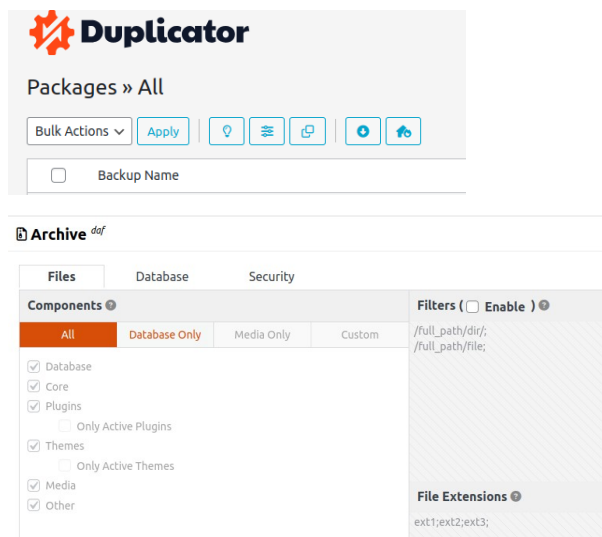 Duplicator
Packages » All
Bulk Actions Apply
Backup Name
Archive daf
Files Database Security
Components
All Database Only Media Only Custom
Database
Core
Plugins
Only Active Plugins
Themes
Only Active Themes
Media
Other
Filters ( Enable )
/full_path/dir/;
/full_path/file;
File Extensions
ext1;ext2;ext3;